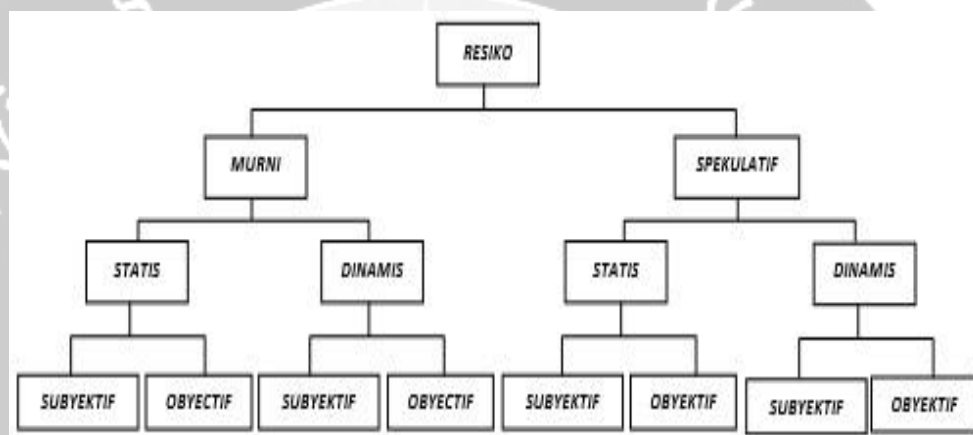 RESIKO
MURNI
SPEKULATIF
STATIS
DINAMIS
STATIS
DINAMIS
SUBYEKTIF
OBYECTIF
SUBYEKTIF
OBYECTIF
SUBYEKTIF
OBYEKTIF
SUBYEKTIF
OBYEKTIF